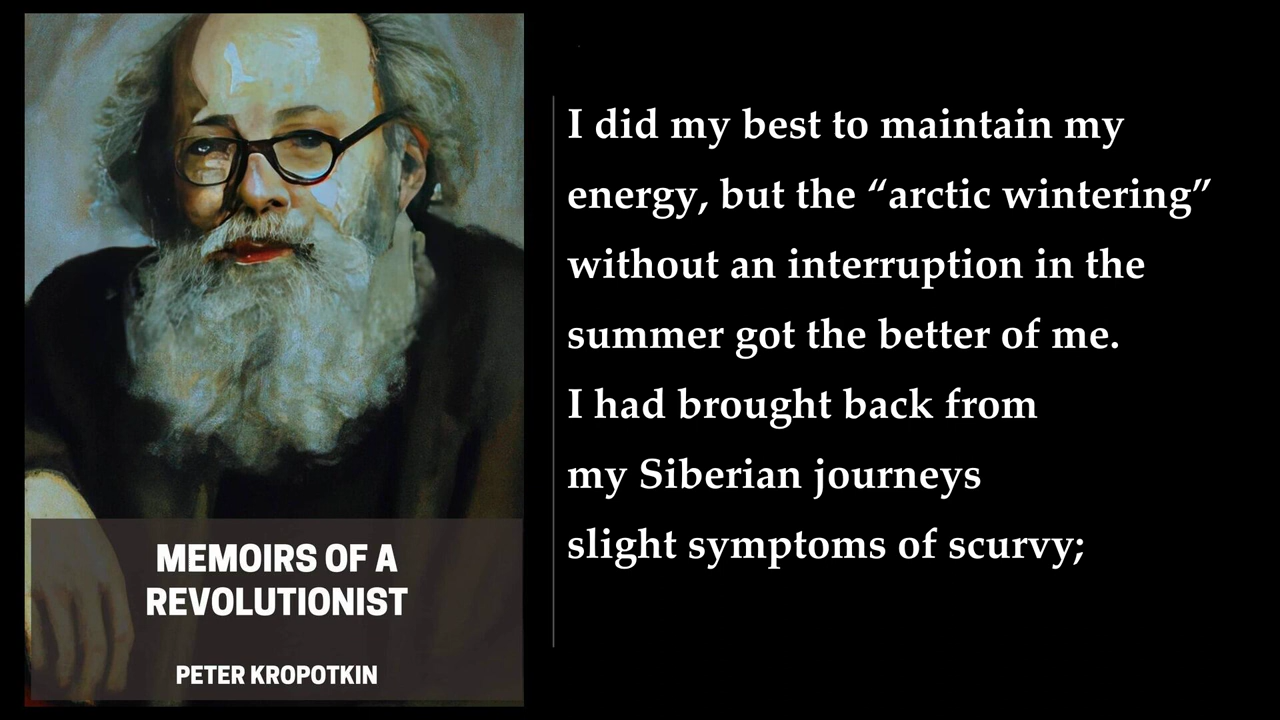 MEMOIRS OF A
REVOLUTIONIST
PETER KROPOTKIN
I did my best to maintain my
energy, but the “arctic wintering”
without an interruption in the
summer got the better of me.
I had brought back from
my Siberian journeys
slight symptoms of scurvy;